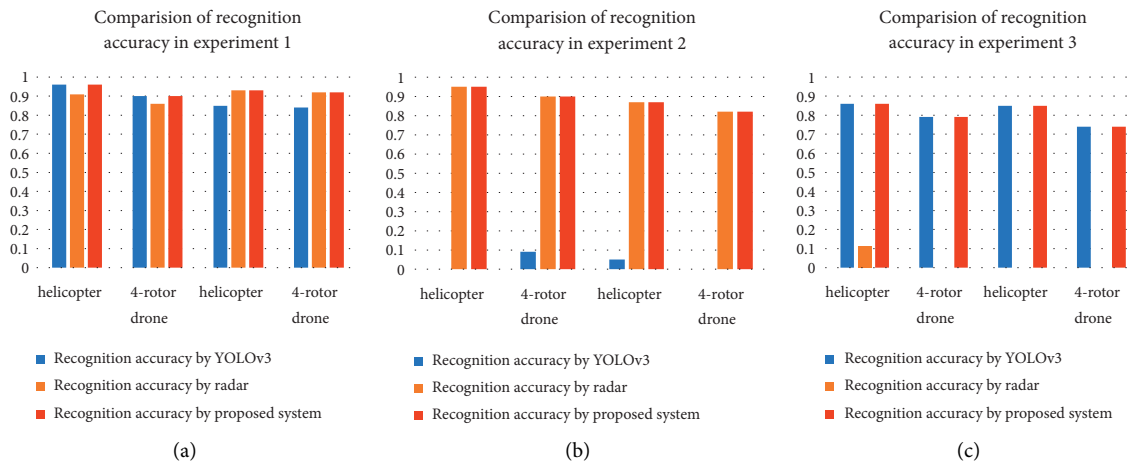 Comparision of recognition
accuracy in experiment 1
1
0.9
0.8
0.7
0.6
0.5
0.4
0.3
0.2
0.1
0
helicopter 4-rotor helicopter 4-rotor
drone drone
Recognition accuracy by YOLOv3
Recognition accuracy by radar
Recognition accuracy by proposed system
(a)
Comparision of recognition
accuracy in experiment 2
1
0.9
0.8
0.7
0.6
0.5
0.4
0.3
0.2
0.1
0
helicopter 4-rotor helicopter 4-rotor
drone drone
Recognition accuracy by YOLOv3
Recognition accuracy by radar
Recognition accuracy by proposed system
(b)
Comparision of recognition
accuracy in experiment 3
1
0.9
0.8
0.7
0.6
0.5
0.4
0.3
0.2
0.1
0
helicopter 4-rotor helicopter 4-rotor
drone drone
Recognition accuracy by YOLOv3
Recognition accuracy by radar
Recognition accuracy by proposed system
(c)